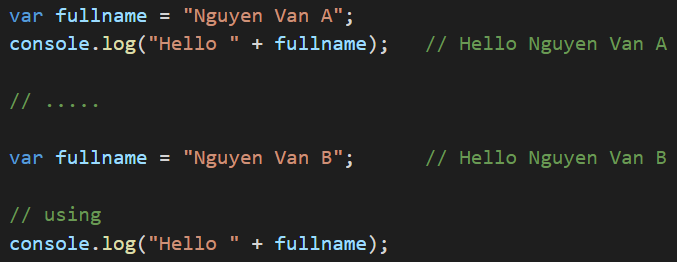 var fullname = "Nguyen Van A";
console.log("Hello " + fullname);   // Hello Nguyen Van A
// .....
var fullname = "Nguyen Van B";      // Hello Nguyen Van B
// using
console.log("Hello " + fullname);